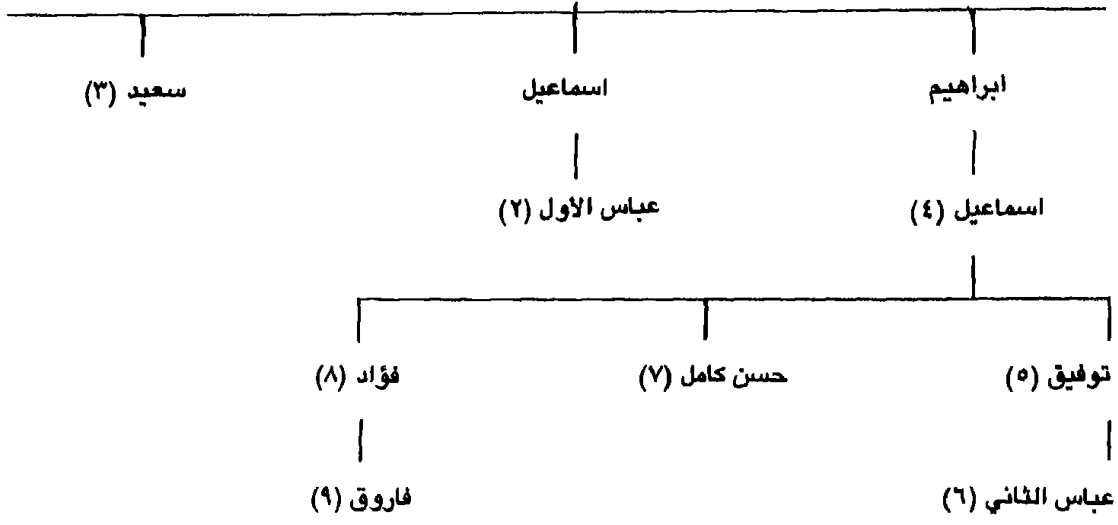 ابراهيم اسماعيل سعيد (٣)
اسماعيل (٤) عباس الأول (٢)
توفيق (٥) حسن كامل (٧) فؤاد (٨)
عباس الثاني (٦) فاروق (٩)